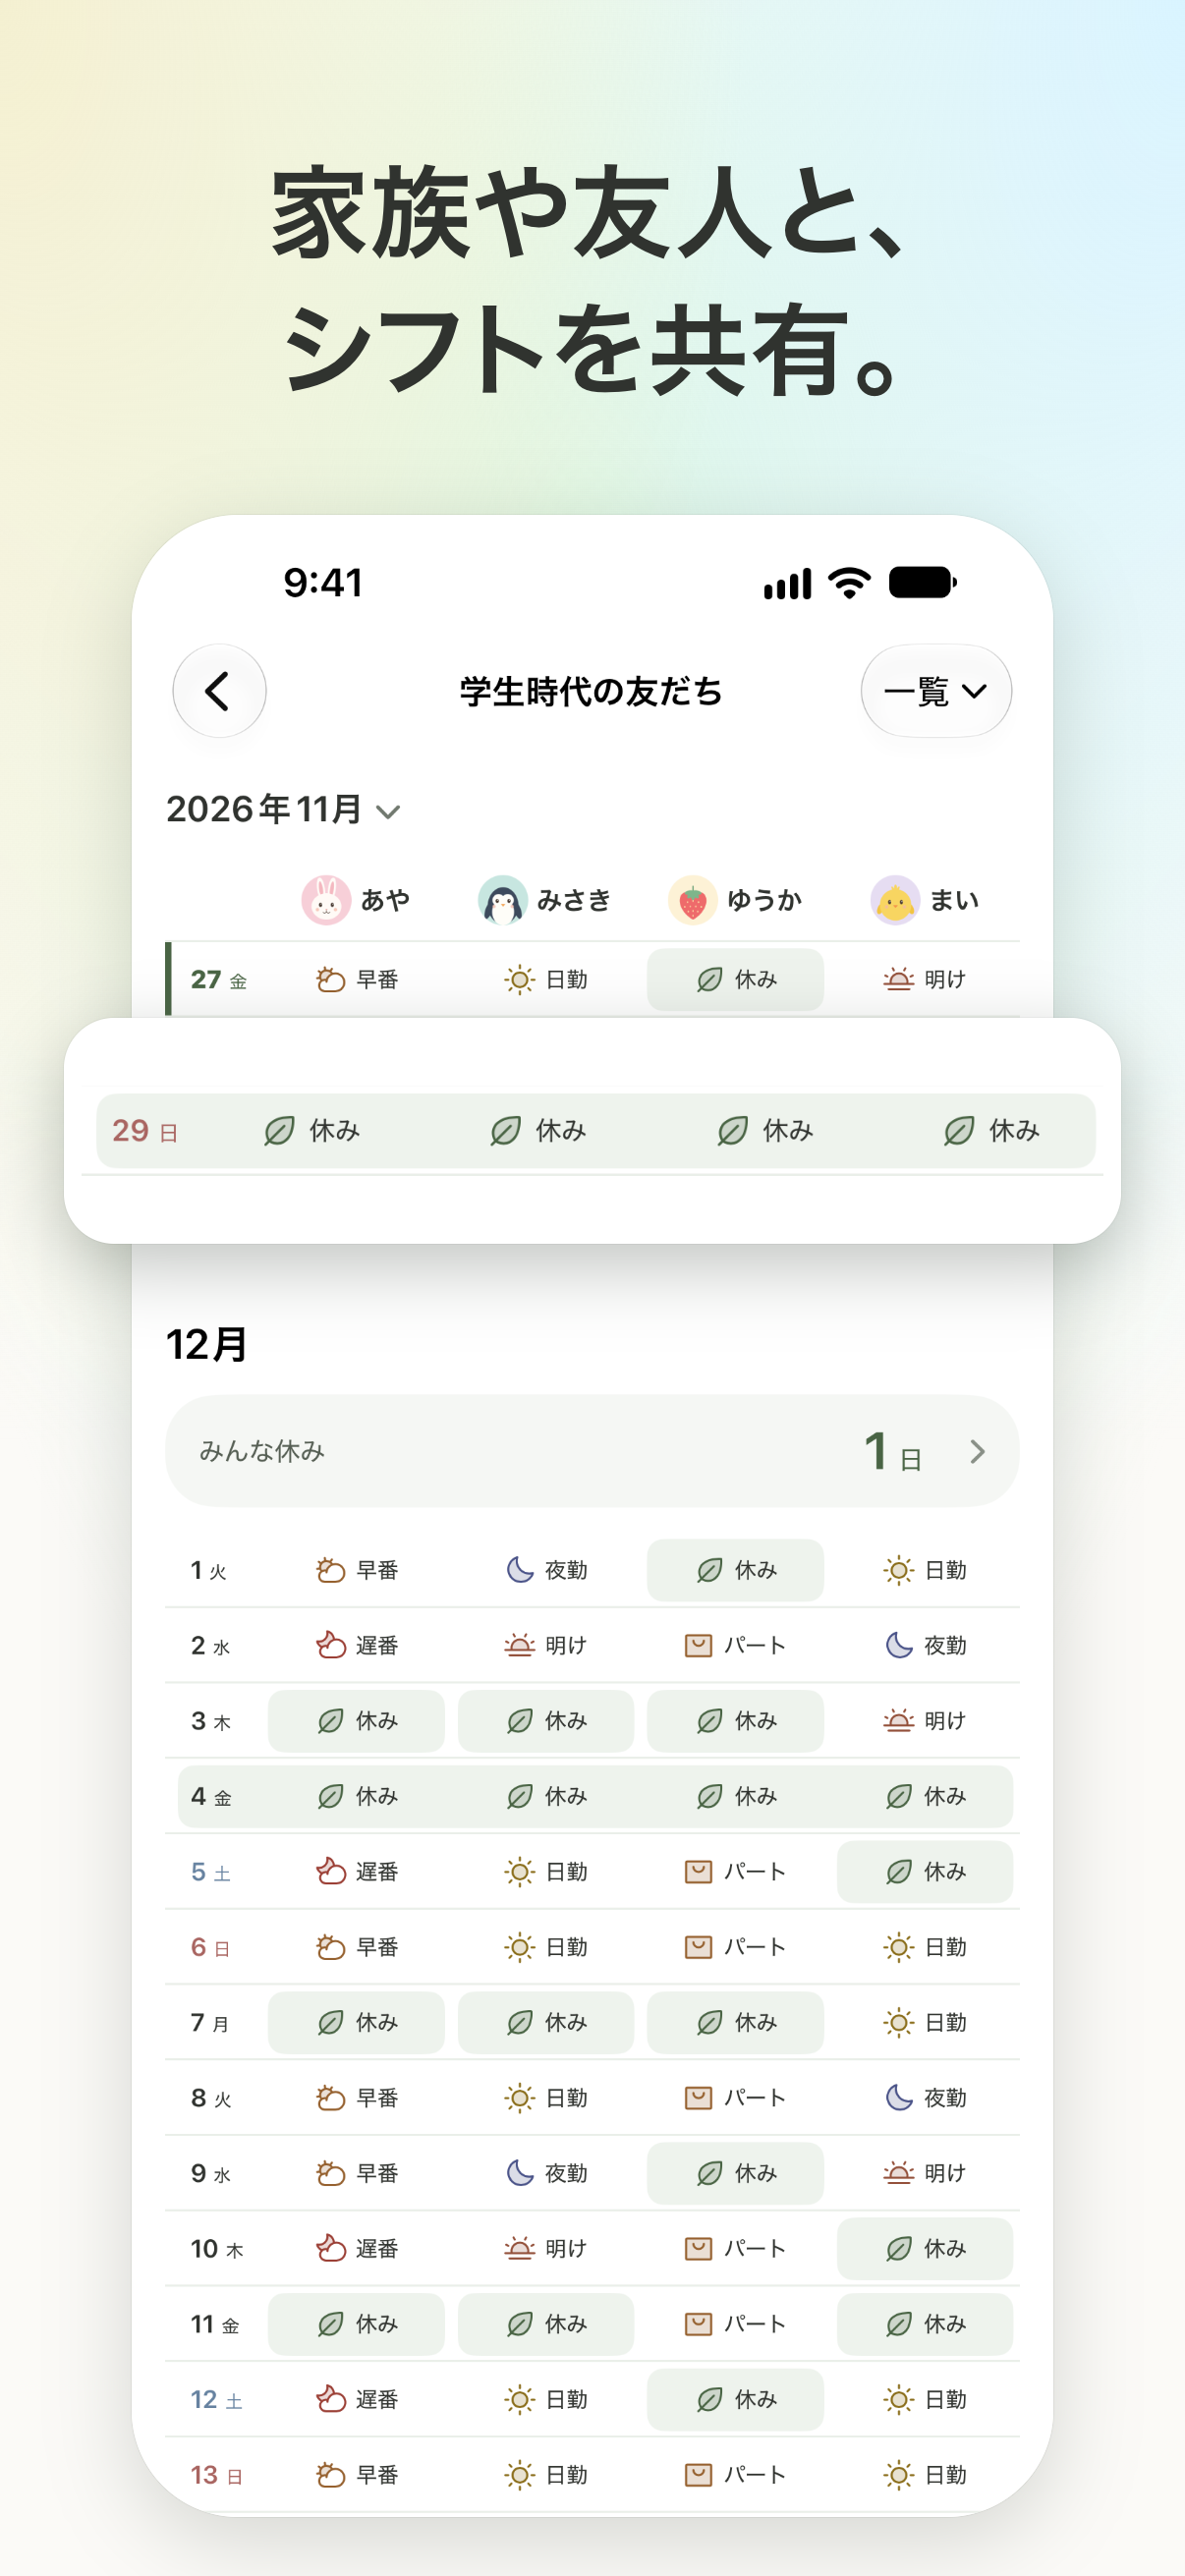 家族や友人と、
シフトを共有。
9:41
学生時代の友だち
一覧
2026年11月
あや みさき ゆうか まい
27 金 早番 日勤 休み 明け
29 日 休み 休み 休み 休み
12月
みんな休み 1 日
1 火 早番 夜勤 休み 日勤
2 水 遅番 明け パート 夜勤
3 木 休み 休み 休み 明け
4 金 休み 休み 休み 休み
5 土 遅番 日勤 パート 休み
6 日 早番 日勤 パート 日勤
7 月 休み 休み 休み 日勤
8 火 早番 日勤 パート 夜勤
9 水 早番 夜勤 休み 明け
10 木 遅番 明け パート 休み
11 金 休み 休み パート 休み
12 土 遅番 日勤 休み 日勤
13 日 早番 日勤 パート 日勤